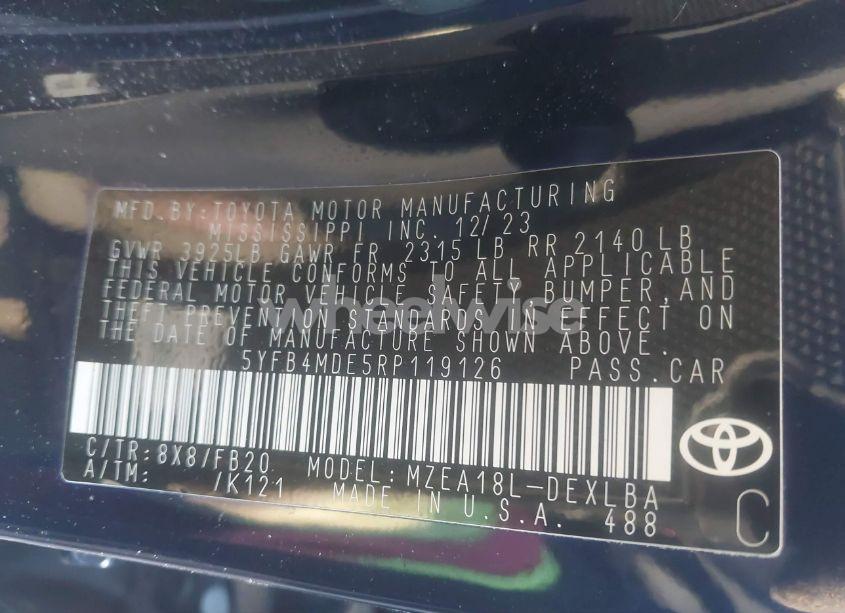 MFD. BY: TOYOTA MOTOR MANUFACTURING
MISSISSIPPI INC. 12/23
GVWR 3925LB GAWR FR 2315 LB RR 2140 LB
THIS VEHICLE CONFORMS TO ALL APPLICABLE
FEDERAL MOTOR VEHICLE SAFETY, BUMPER, AND
THEFT PREVENTION STANDARDS IN EFFECT ON
THE DATE OF MANUFACTURE SHOWN ABOVE.
5YFB4MDE5RP119126 PASS. CAR
C/TR: 8X8/FB20 MODEL: MZEA18L-DEXLBA
A/TM: /K121 MADE IN U.S.A. 488
C
wheelwise